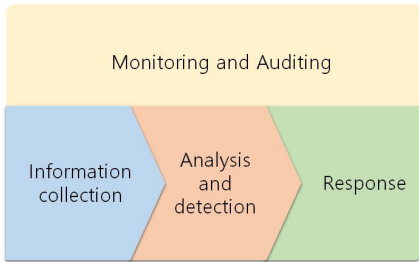 Monitoring and Auditing
Information
collection
Analysis
and
detection
Response